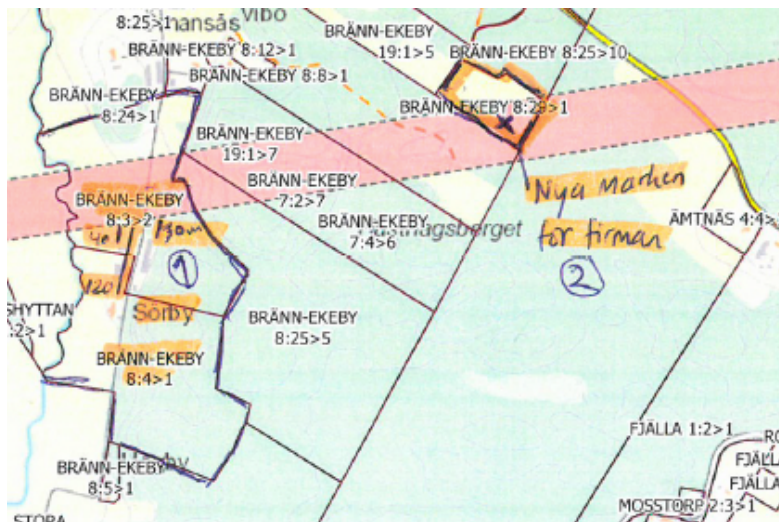 8:25>1
hansås
Vibo
BRÄNN-EKEBY 8:12>1
BRÄNN-EKEBY 8:8>1
BRÄNN-EKEBY
19:1>5
BRÄNN-EKEBY 8:25>10
BRÄNN-EKEBY
8:24>1
BRÄNN-EKEBY 8:29>1
BRÄNN-EKEBY
19:1>7
BRÄNN-EKEBY
7:2>7
Nya Marken
för firman
2
BRÄNN-EKEBY
8:3>2
BRÄNN-EKEBY
7:4>6
ÄMTNÄS 4:4>
40
130m
1
120
Sörby
SHYTTAN
:2>1
BRÄNN-EKEBY
8:25>5
BRÄNN-EKEBY
8:4>1
FJÄLLA 1:2>1
RO
FJÄLLA
FJÄLLA
BRÄNN-EKEBY
8:5>1
MOSSTORP 2:3>1
STORA